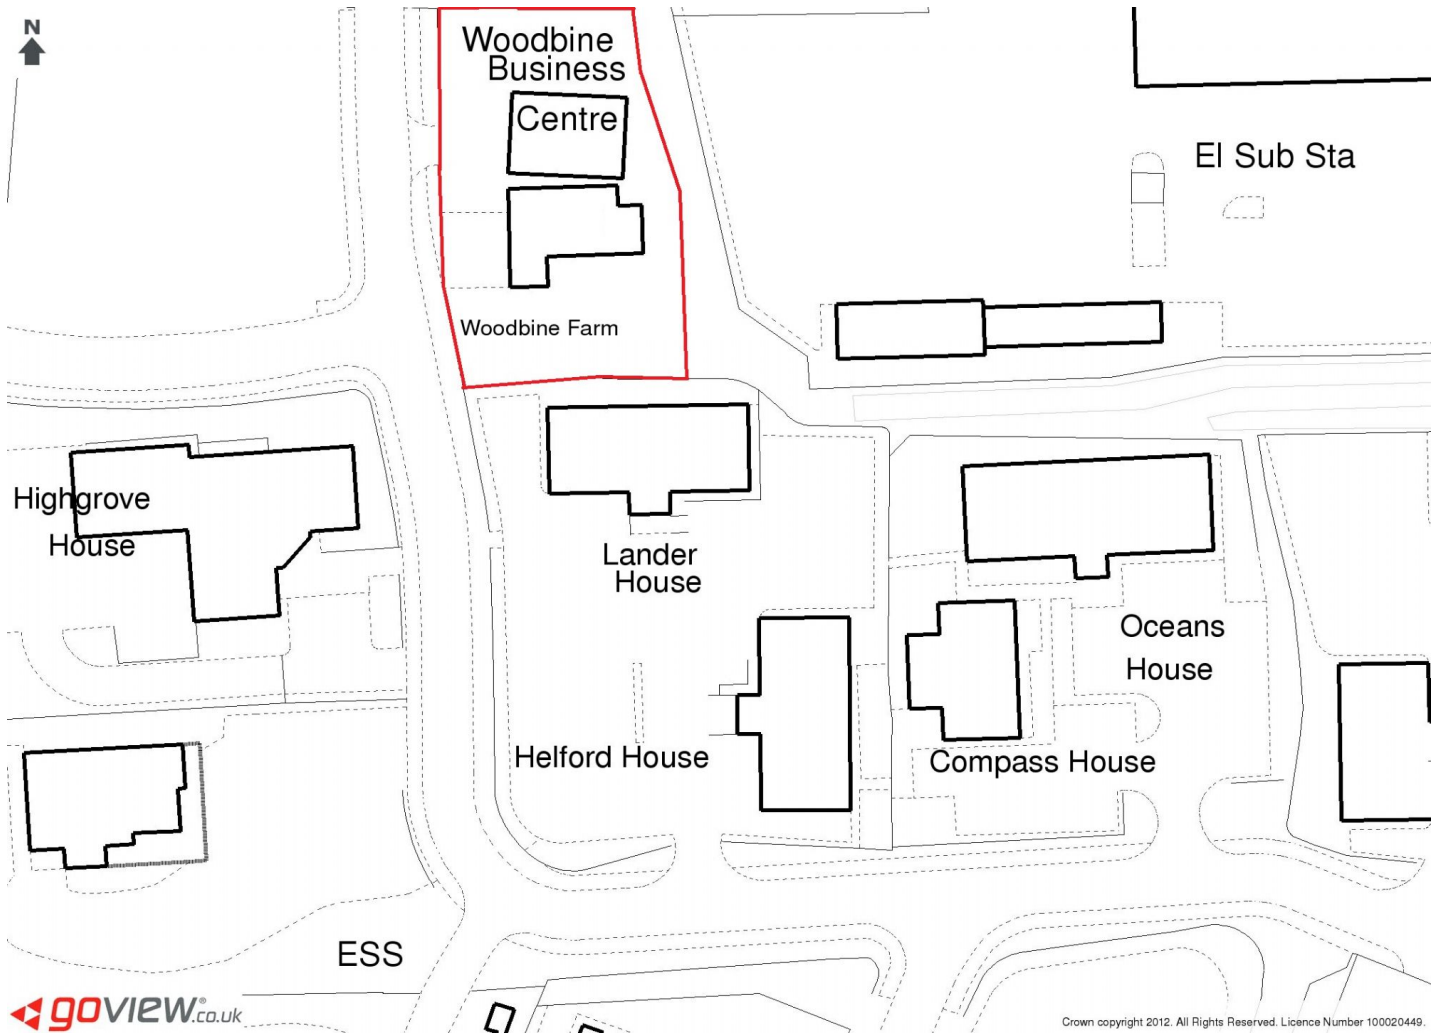 N
Woodbine
Business
Centre
El Sub Sta
Woodbine Farm
Highgrove
House
Lander
House
Oceans
House
Helford House
Compass House
ESS
goview®.co.uk
Crown copyright 2012. All Rights Reserved. Licence Number 100020449.